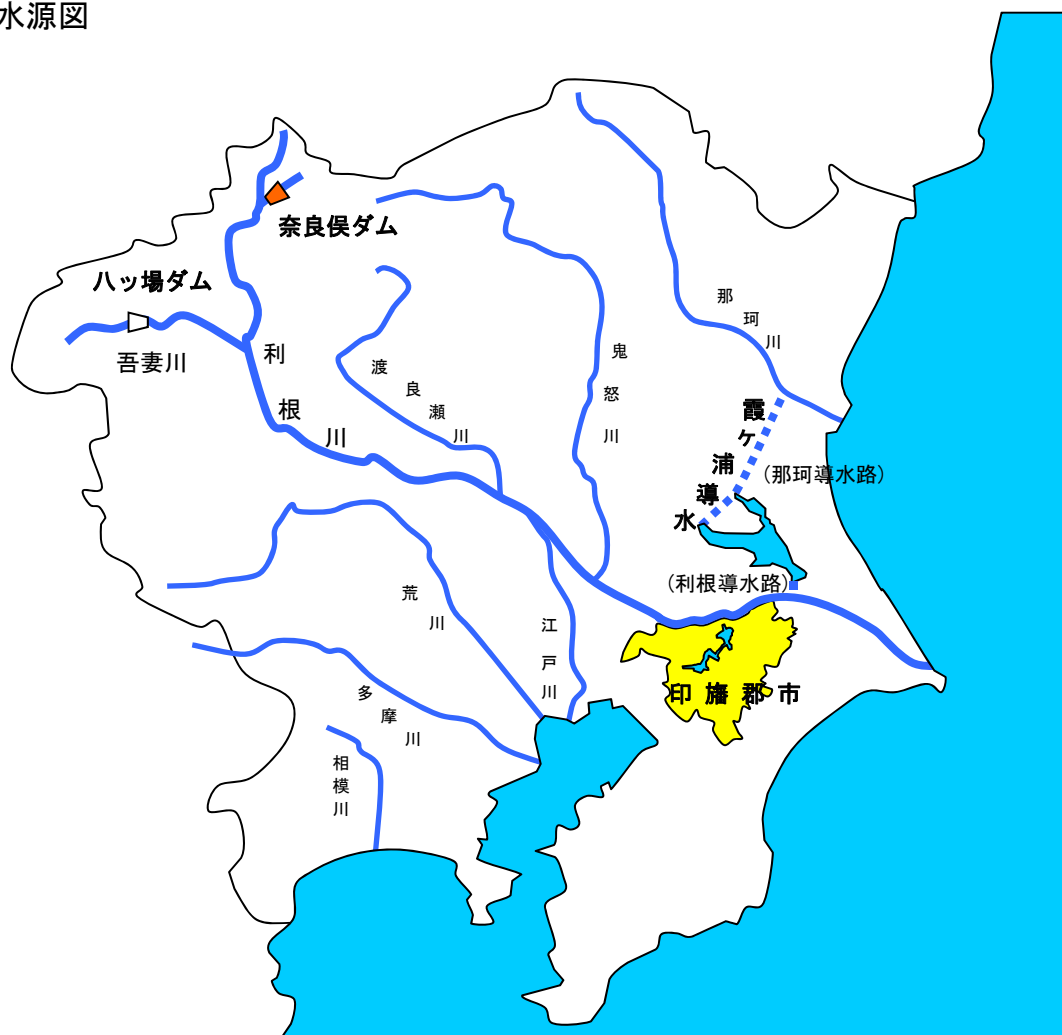 水源図
奈良俣ダム
八ッ場ダム
吾妻川
利根川
渡良瀬川
鬼怒川
那珂川
霞ヶ浦導水
（那珂導水路）
（利根導水路）
荒川
江戸川
印旛郡市
多摩川
相模川